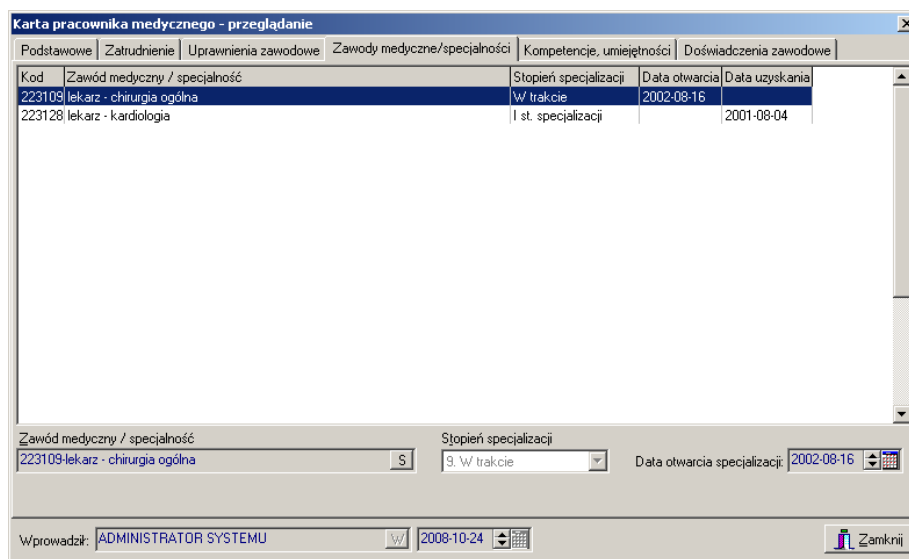 Karta pracownika medycznego - przeglądanie
Podstawowe Zatrudnienie Uprawnienia zawodowe Zawody medyczne/specjalności Kompetencje, umiejętności Doświadczenia zawodowe
Kod Zawód medyczny / specjalność Stopień specjalizacji Data otwarcia Data uzyskania
223109 lekarz - chirurgia ogólna W trakcie 2002-08-16
223128 lekarz - kardiologia I st. specjalizacji 2001-08-04
Zawód medyczny / specjalność Stopień specjalizacji
223109-lekarz - chirurgia ogólna S 9. W trakcie Data otwarcia specjalizacji: 2002-08-16
Wprowadził: ADMINISTRATOR SYSTEMU W 2008-10-24 Zamknij